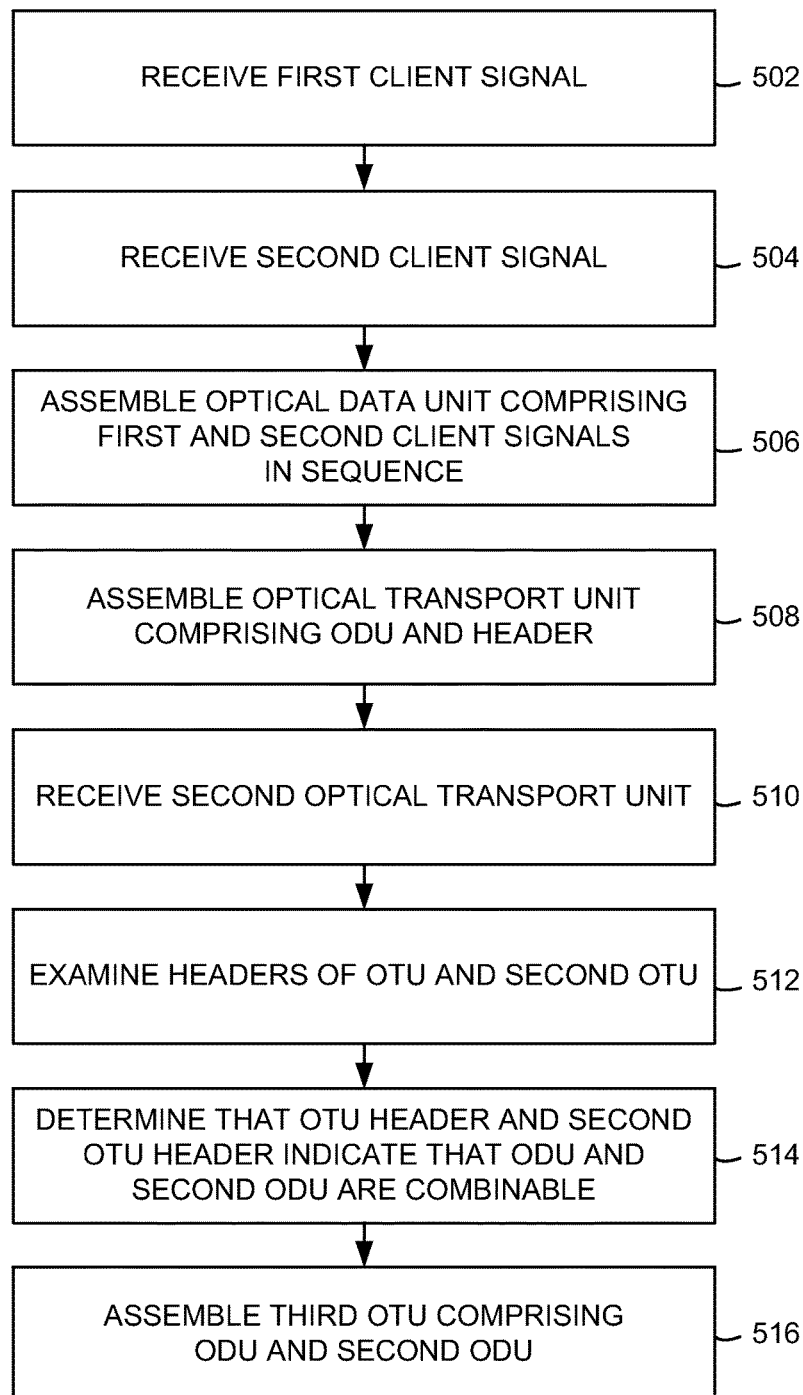 RECEIVE FIRST CLIENT SIGNAL
502
RECEIVE SECOND CLIENT SIGNAL
504
ASSEMBLE OPTICAL DATA UNIT COMPRISING
FIRST AND SECOND CLIENT SIGNALS
IN SEQUENCE
506
ASSEMBLE OPTICAL TRANSPORT UNIT
COMPRISING ODU AND HEADER
508
RECEIVE SECOND OPTICAL TRANSPORT UNIT
510
EXAMINE HEADERS OF OTU AND SECOND OTU
512
DETERMINE THAT OTU HEADER AND SECOND
OTU HEADER INDICATE THAT ODU AND
SECOND ODU ARE COMBINABLE
514
ASSEMBLE THIRD OTU COMPRISING
ODU AND SECOND ODU
516